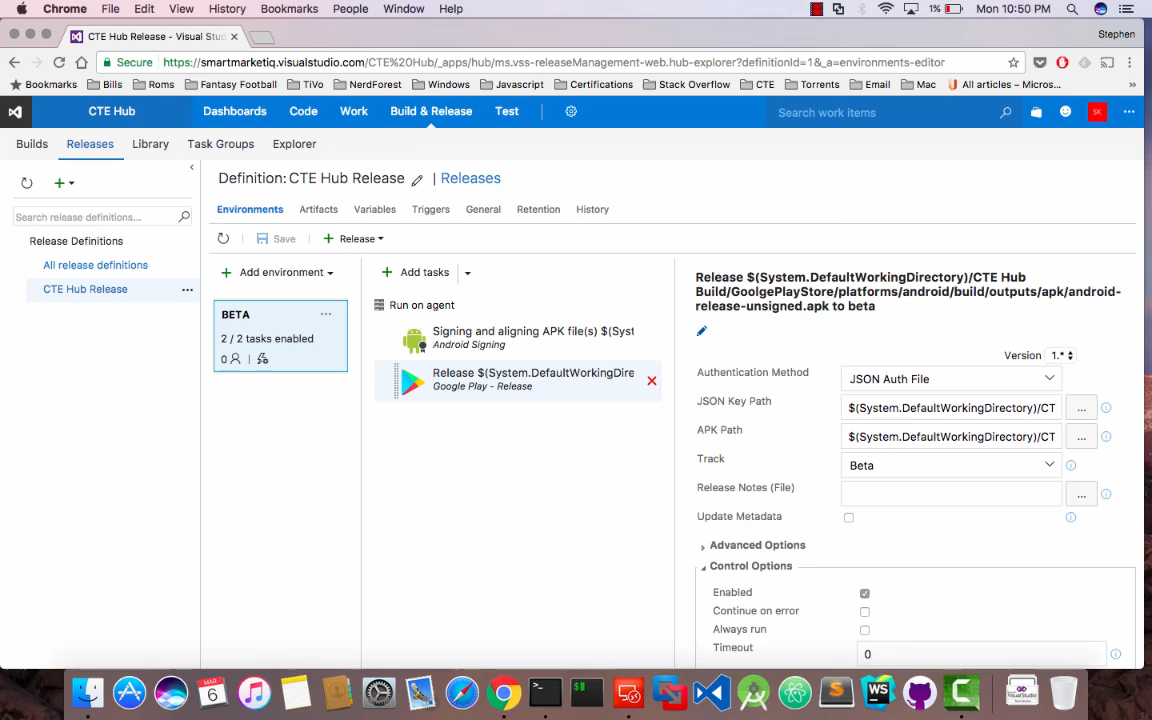 Chrome File Edit View History Bookmarks People Window Help 1% Mon 10:50 PM
CTE Hub Release - Visual Stud Stephen
Secure https://smartmarketiq.visualstudio.com/CTE%20Hub/_apps/hub/ms.vss-releaseManagement-web.hub-explorer?definitionId=1&_a=environments-editor
Bookmarks Bills Roms Fantasy Football TiVo NerdForest Windows Javascript Certifications Stack Overflow CTE Torrents Email Mac All articles – Micros... »
CTE Hub Dashboards Code Work Build & Release Test Search work items SK ...
Builds Releases Library Task Groups Explorer
Definition: CTE Hub Release | Releases
Search release definitions...
Environments Artifacts Variables Triggers General Retention History
Release Definitions
Save + Release
All release definitions
CTE Hub Release ...
+ Add environment
+ Add tasks
BETA ...
2 / 2 tasks enabled
0
Run on agent
Signing and aligning APK file(s) $(Syst
Android Signing
Release $(System.DefaultWorkingDire
Google Play - Release
Release $(System.DefaultWorkingDirectory)/CTE Hub
Build/GoolgePlayStore/platforms/android/build/outputs/apk/android-
release-unsigned.apk to beta
Version 1.*
Authentication Method JSON Auth File
JSON Key Path $(System.DefaultWorkingDirectory)/CT ...
APK Path $(System.DefaultWorkingDirectory)/CT ...
Track Beta
Release Notes (File) ...
Update Metadata
Advanced Options
Control Options
Enabled
Continue on error
Always run
Timeout 0
MAR
6
WS